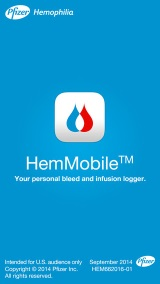 Pfizer Hemophilia
HemMobile™
Your personal bleed and infusion logger.
Intended for U.S. audience only
Copyright © 2014 Pfizer Inc.
All rights reserved.
September 2014
HEM662016-01
Pfizer